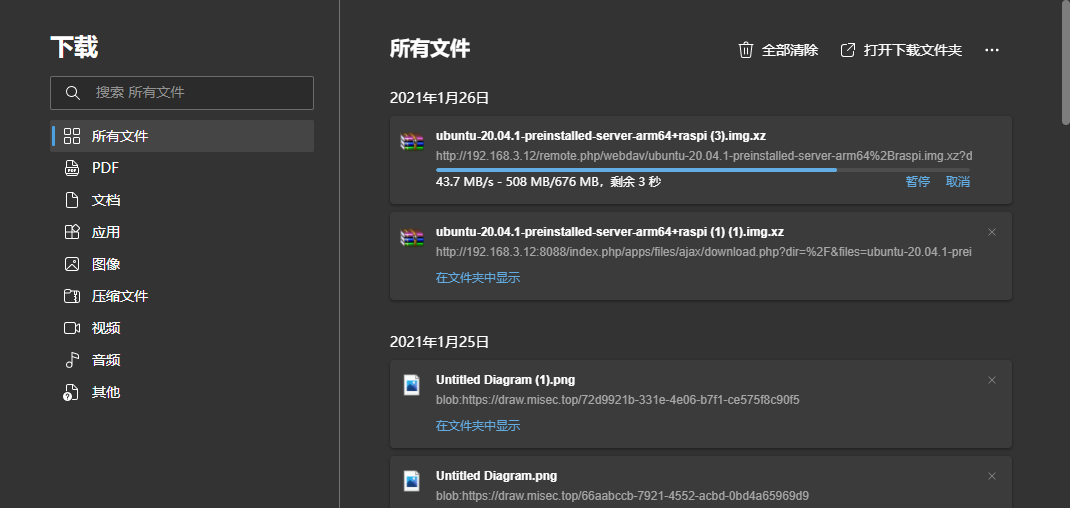 下载
搜索 所有文件
所有文件
PDF
文档
应用
图像
压缩文件
视频
音频
其他
所有文件
全部清除
打开下载文件夹
2021年1月26日
ubuntu-20.04.1-preinstalled-server-arm64+raspi (3).img.xz
http://192.168.3.12/remote.php/webdav/ubuntu-20.04.1-preinstalled-server-arm64%2Braspi.img.xz?d
43.7 MB/s - 508 MB/676 MB，剩余 3 秒
暂停
取消
ubuntu-20.04.1-preinstalled-server-arm64+raspi (1) (1).img.xz
http://192.168.3.12:8088/index.php/apps/files/ajax/download.php?dir=%2F&files=ubuntu-20.04.1-prei
在文件夹中显示
2021年1月25日
Untitled Diagram (1).png
blob:https://draw.misec.top/72d9921b-331e-4e06-b7f1-ce575f8c90f5
在文件夹中显示
Untitled Diagram.png
blob:https://draw.misec.top/66aabccb-7921-4552-acbd-0bd4a65969d9